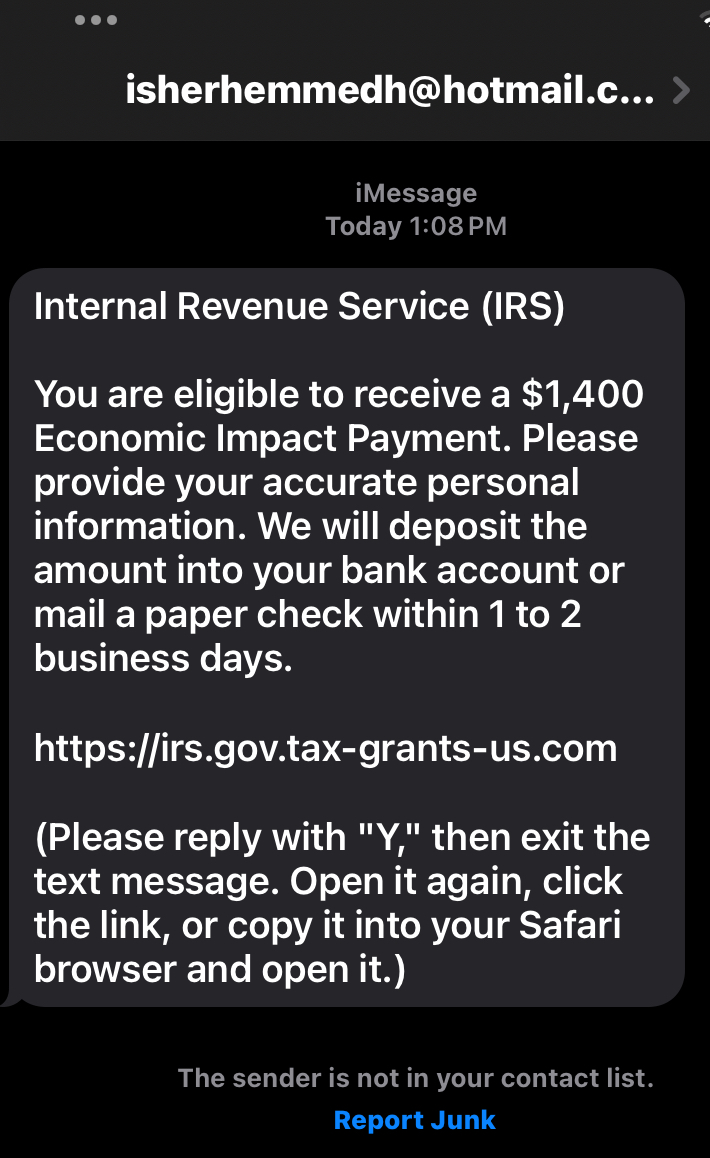 isherhemmedh@hotmail.c...
iMessage
Today 1:08 PM
Internal Revenue Service (IRS)
You are eligible to receive a $1,400
Economic Impact Payment. Please
provide your accurate personal
information. We will deposit the
amount into your bank account or
mail a paper check within 1 to 2
business days.
https://irs.gov.tax-grants-us.com
(Please reply with "Y," then exit the
text message. Open it again, click
the link, or copy it into your Safari
browser and open it.)
The sender is not in your contact list.
Report Junk